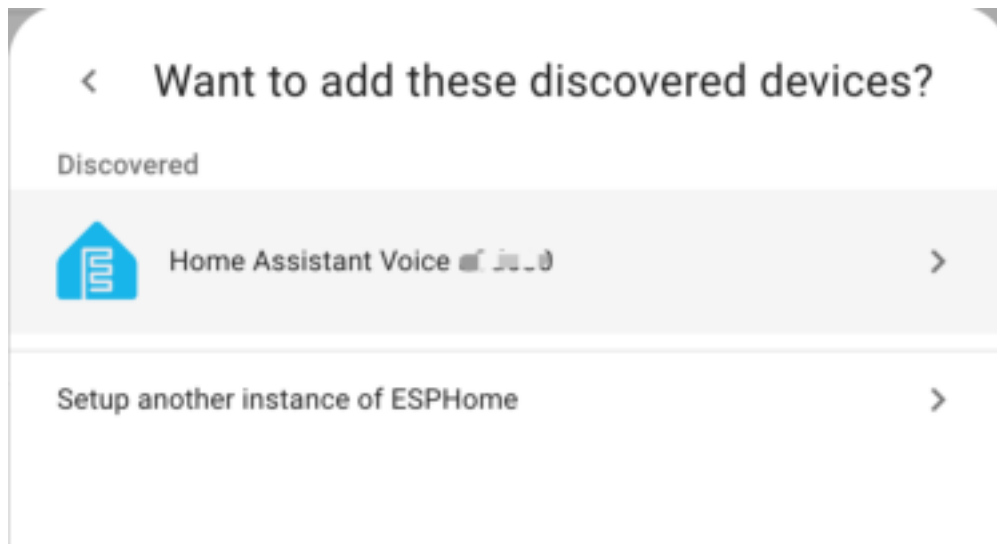 Want to add these discovered devices?
Discovered
Home Assistant Voice
Setup another instance of ESPHome